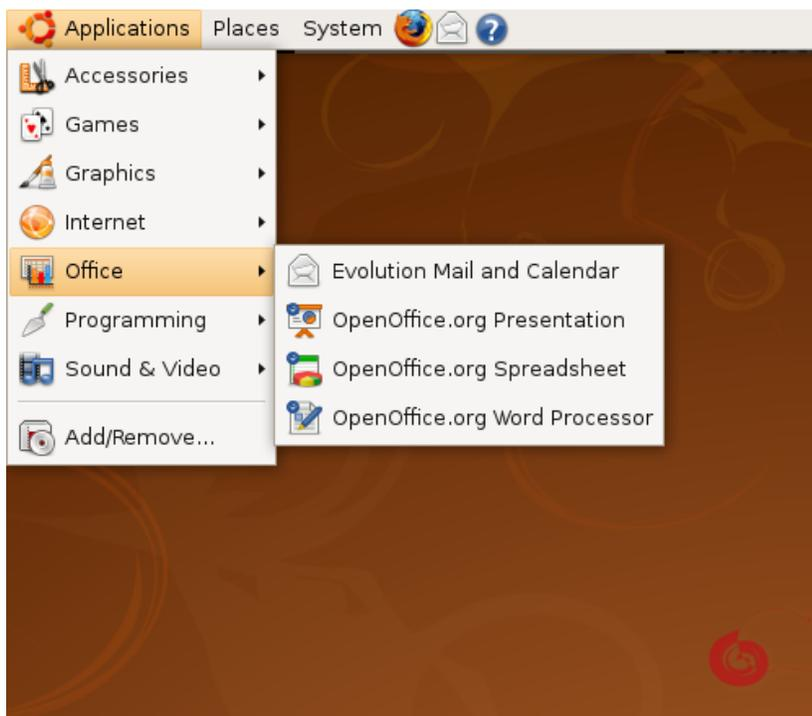 Applications Places System
Accessories
Games
Graphics
Internet
Office
Programming
Sound & Video
Add/Remove...
Evolution Mail and Calendar
OpenOffice.org Presentation
OpenOffice.org Spreadsheet
OpenOffice.org Word Processor